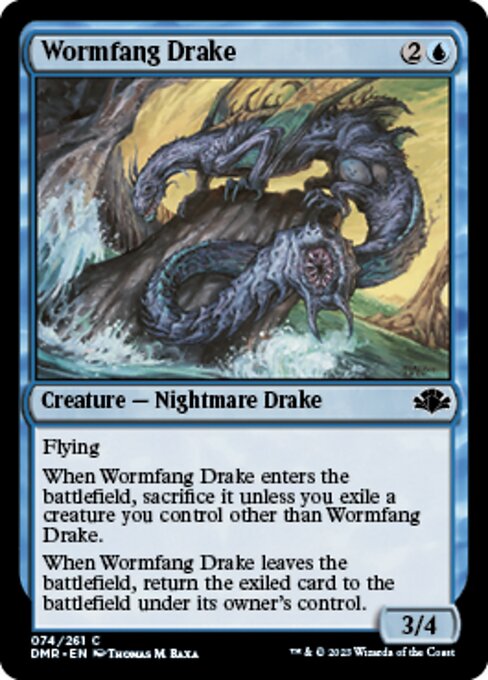 Wormfang Drake 2
Creature — Nightmare Drake
Flying
When Wormfang Drake enters the
battlefield, sacrifice it unless you exile a
creature you control other than Wormfang
Drake.
When Wormfang Drake leaves the
battlefield, return the exiled card to the
battlefield under its owner's control.
3/4
074/261 C
DMR • EN Thomas M. Baxa
™ & © 2023 Wizards of the Coast